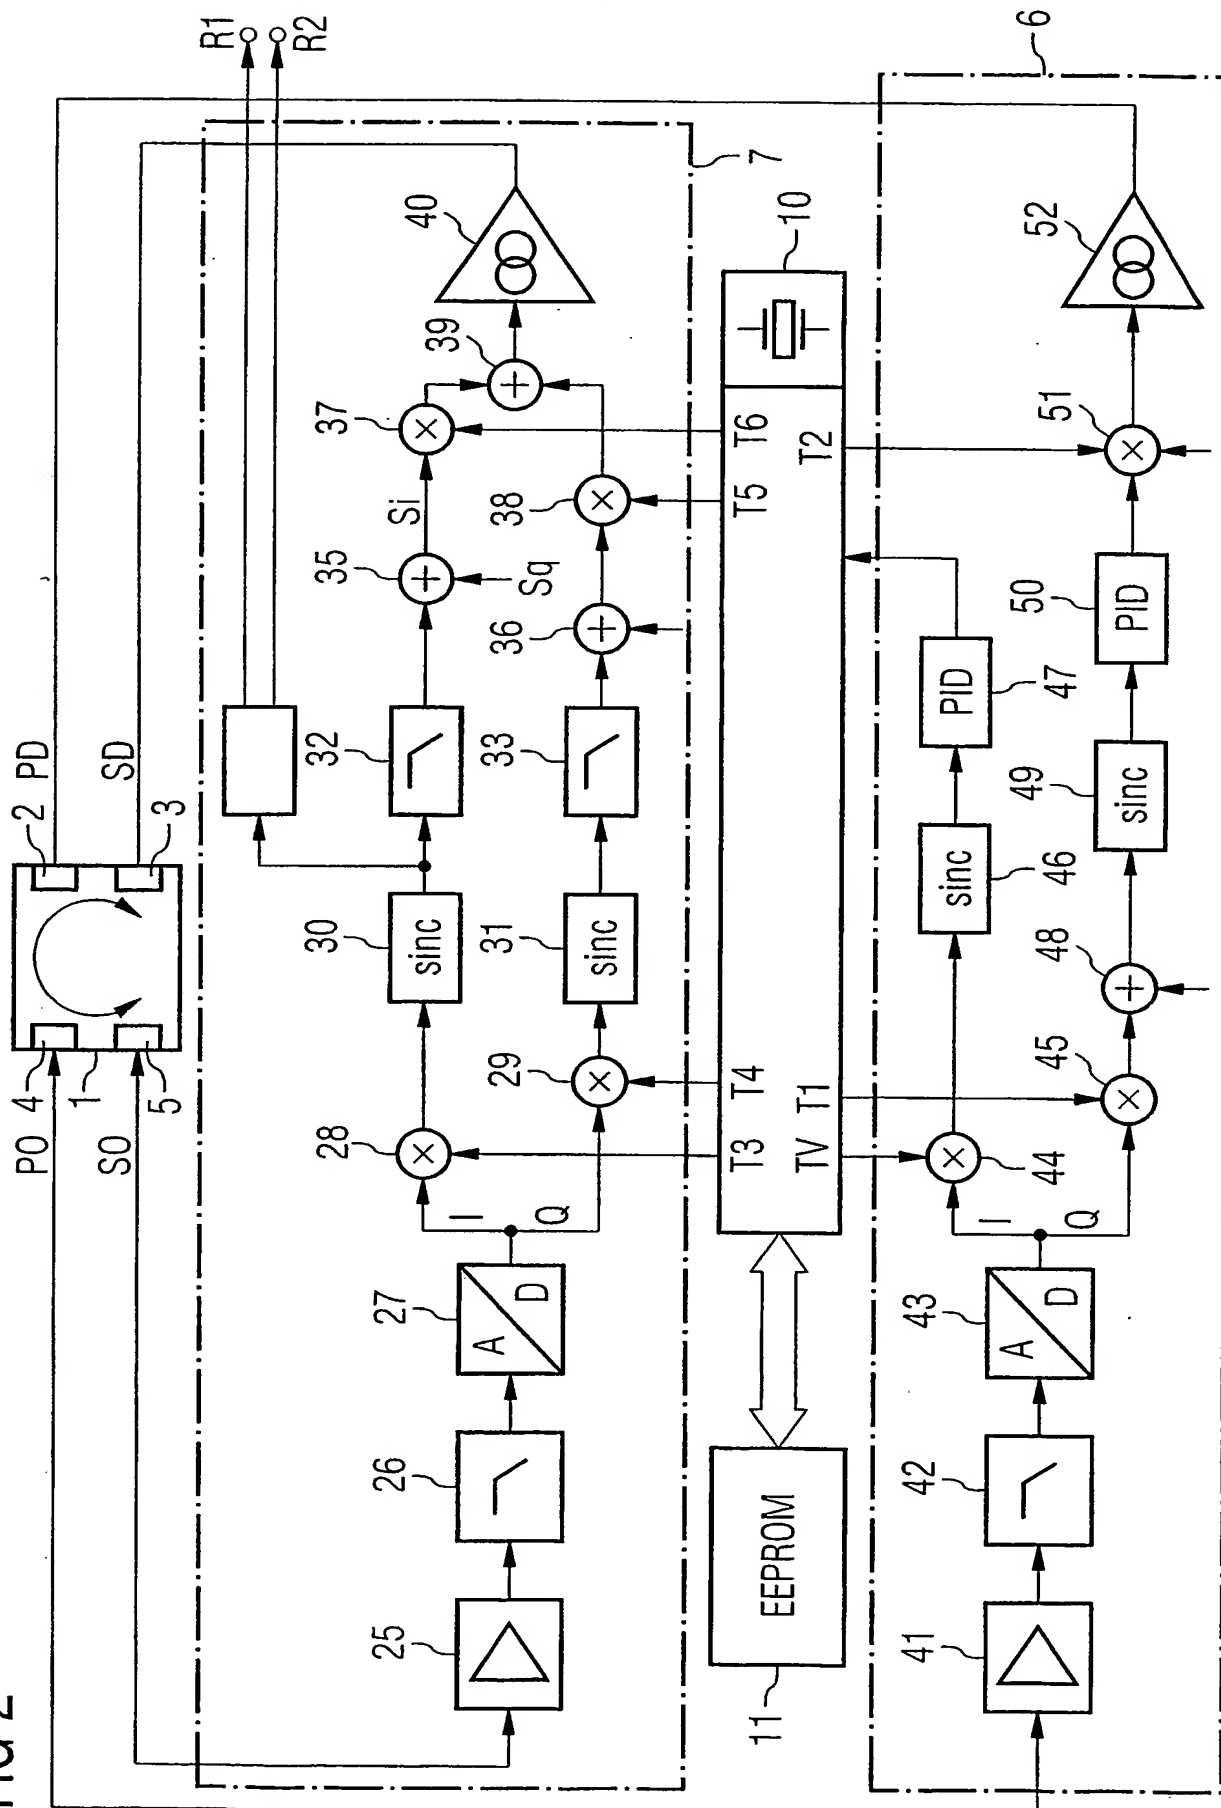 FIG 2
R1
R2
PO
4
1
SO
5
2
PD
SD
3
7
25
26
A
D
27
I
Q
28
29
sinc
30
sinc
31
32
33
35
36
Si
Sq
37
38
39
40
EEPROM
11
T3
T4
T5
T6
TV
T1
T2
10
6
41
42
A
D
43
I
Q
44
45
sinc
46
PID
47
48
sinc
49
PID
50
51
52